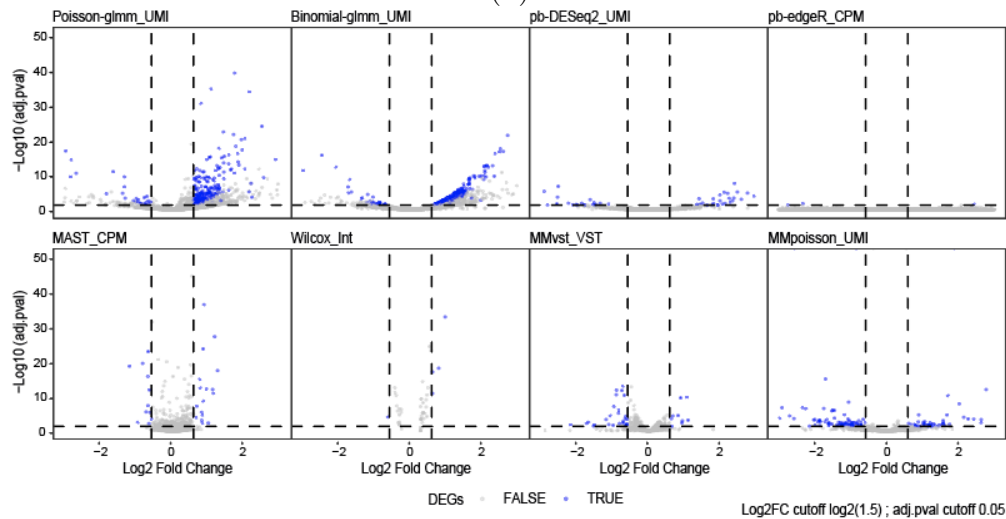 Poisson-glmm_UMI
Binomial-glmm_UMI
pb-DESeq2_UMI
pb-edgeR_CPM
50
40
30
20
10
0
−Log10 (adj.pval)
MAST_CPM
Wilcox_Int
MMvst_VST
MMpoisson_UMI
50
40
30
20
10
0
−Log10 (adj.pval)
−2 0 2
−2 0 2
−2 0 2
−2 0 2
Log2 Fold Change
Log2 Fold Change
Log2 Fold Change
Log2 Fold Change
DEGs FALSE TRUE
Log2FC cutoff log2(1.5) ; adj.pval cutoff 0.05